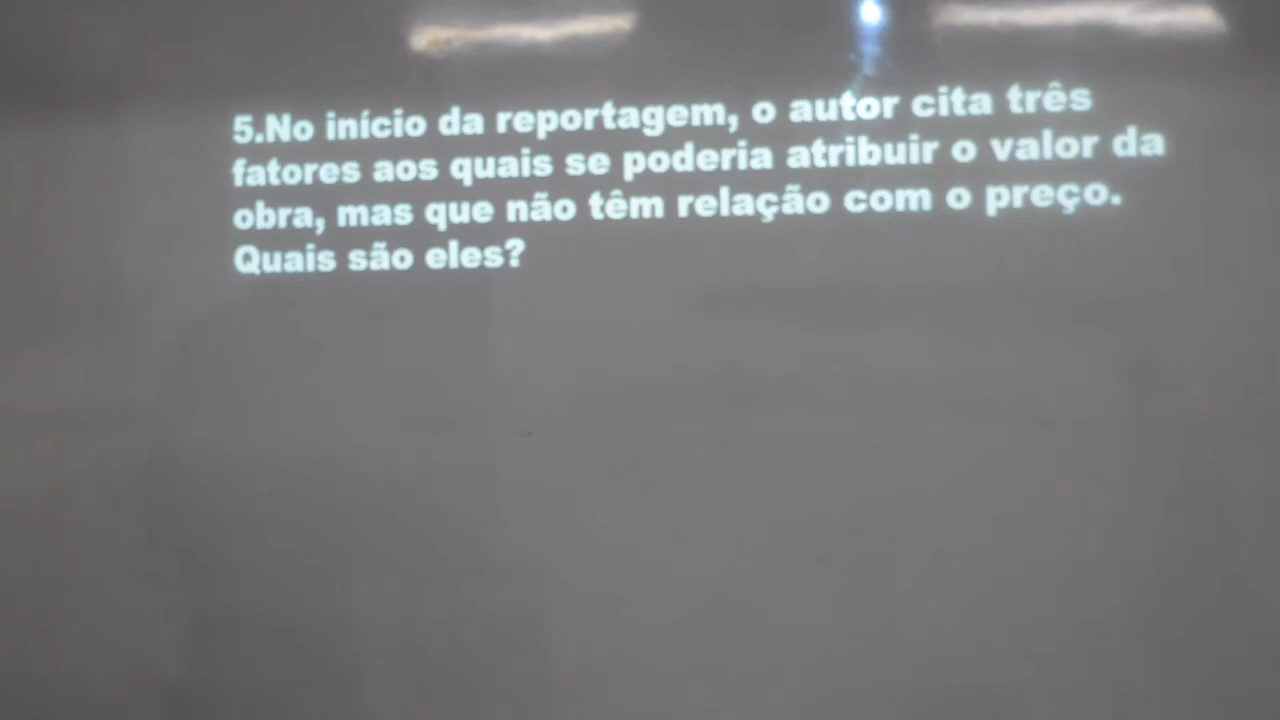 5.No início da reportagem, o autor cita três
fatores aos quais se poderia atribuir o valor da
obra, mas que não têm relação com o preço.
Quais são eles?